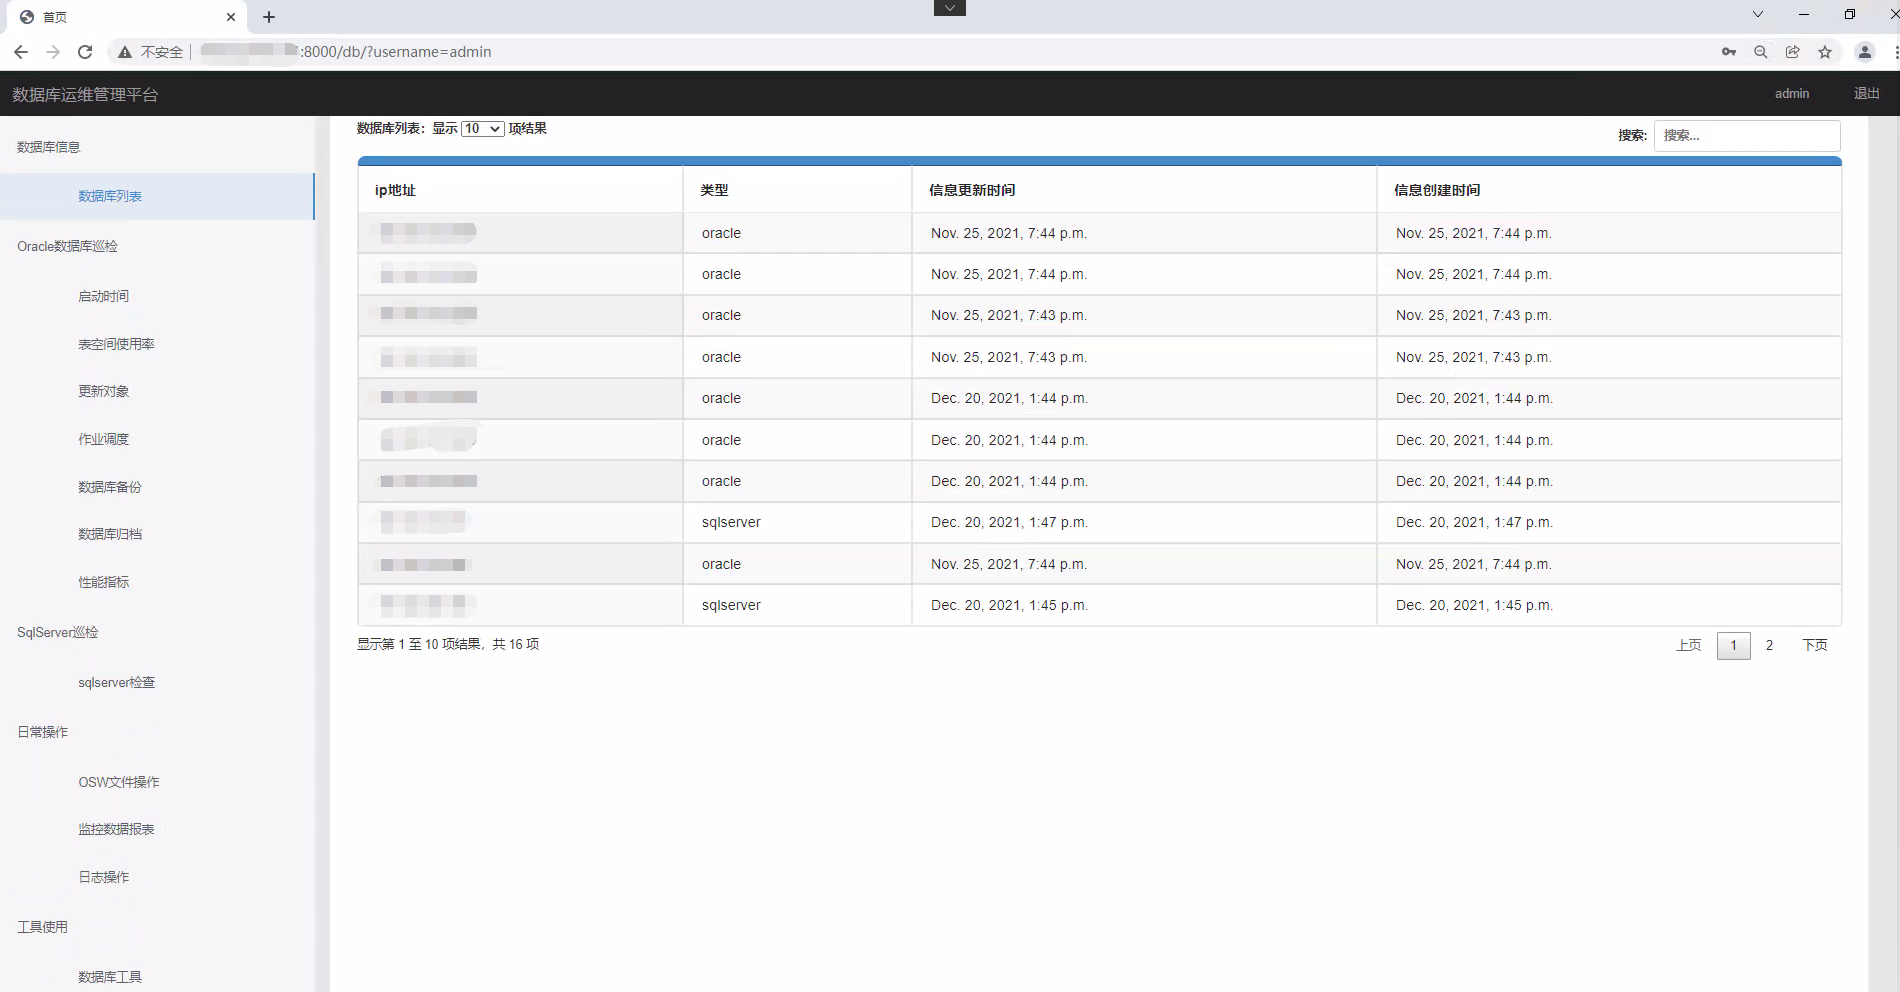 首页
不安全 :8000/db/?username=admin
数据库运维管理平台 admin 退出
数据库信息
数据库列表
Oracle数据库巡检
启动时间
表空间使用率
更新对象
作业调度
数据库备份
数据库归档
性能指标
SqlServer巡检
sqlserver检查
日常操作
OSW文件操作
监控数据报表
日志操作
工具使用
数据库工具
数据库列表：显示 10 项结果
搜索: 搜索...
ip地址 类型 信息更新时间 信息创建时间
oracle Nov. 25, 2021, 7:44 p.m. Nov. 25, 2021, 7:44 p.m.
oracle Nov. 25, 2021, 7:44 p.m. Nov. 25, 2021, 7:44 p.m.
oracle Nov. 25, 2021, 7:43 p.m. Nov. 25, 2021, 7:43 p.m.
oracle Nov. 25, 2021, 7:43 p.m. Nov. 25, 2021, 7:43 p.m.
oracle Dec. 20, 2021, 1:44 p.m. Dec. 20, 2021, 1:44 p.m.
oracle Dec. 20, 2021, 1:44 p.m. Dec. 20, 2021, 1:44 p.m.
oracle Dec. 20, 2021, 1:44 p.m. Dec. 20, 2021, 1:44 p.m.
sqlserver Dec. 20, 2021, 1:47 p.m. Dec. 20, 2021, 1:47 p.m.
oracle Nov. 25, 2021, 7:44 p.m. Nov. 25, 2021, 7:44 p.m.
sqlserver Dec. 20, 2021, 1:45 p.m. Dec. 20, 2021, 1:45 p.m.
显示第 1 至 10 项结果，共 16 项
上页 1 2 下页